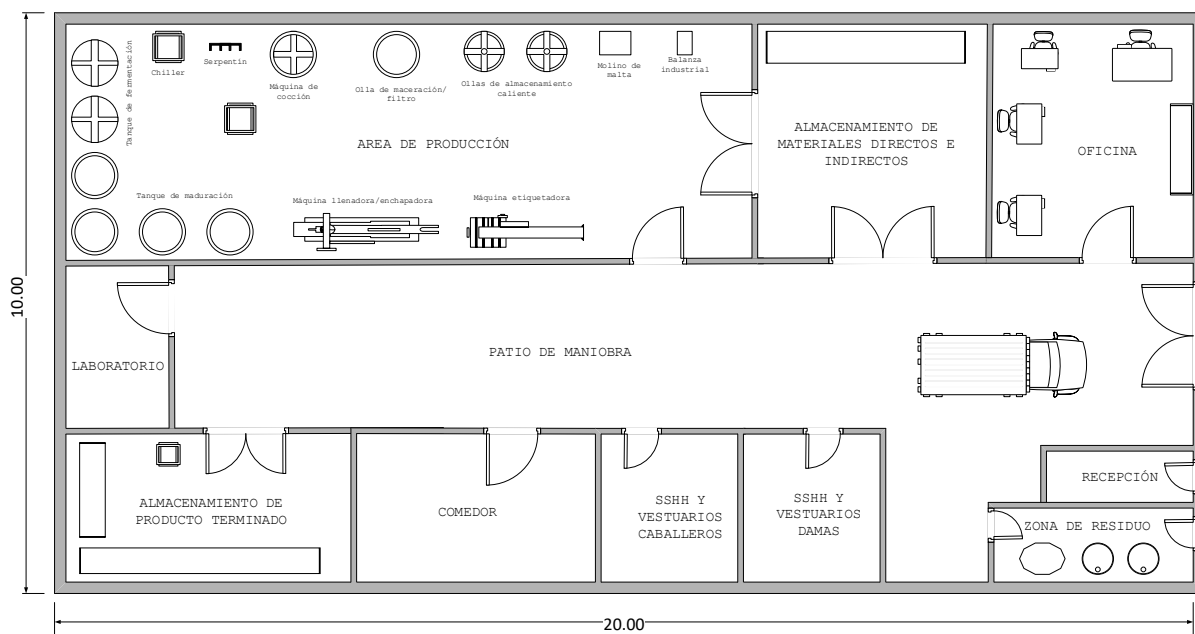 Tanque de fermentación
Chiller
Serpentin
Máquina de
cocción
Olla de maceración/
filtro
Ollas de almacenamiento
caliente
Molino de
malta
Balanza
industrial
AREA DE PRODUCCIÓN
ALMACENAMIENTO DE
MATERIALES DIRECTOS E
INDIRECTOS
OFICINA
Tanque de maduración
Máquina llenadora/enchapadora
Máquina etiquetadora
10.00
LABORATORIO
PATIO DE MANIOBRA
ALMACENAMIENTO DE
PRODUCTO TERMINADO
COMEDOR
SSHH Y
VESTUARIOS
CABALLEROS
SSHH Y
VESTUARIOS
DAMAS
RECEPCIÓN
ZONA DE RESIDUO
20.00